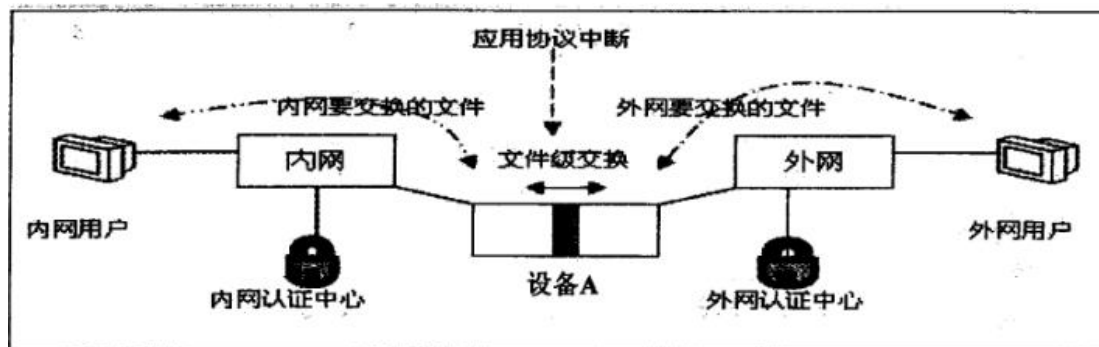 应用协议中断
内网要交换的文件
外网要交换的文件
内网
文件级交换
外网
内网用户
外网用户
设备A
内网认证中心
外网认证中心